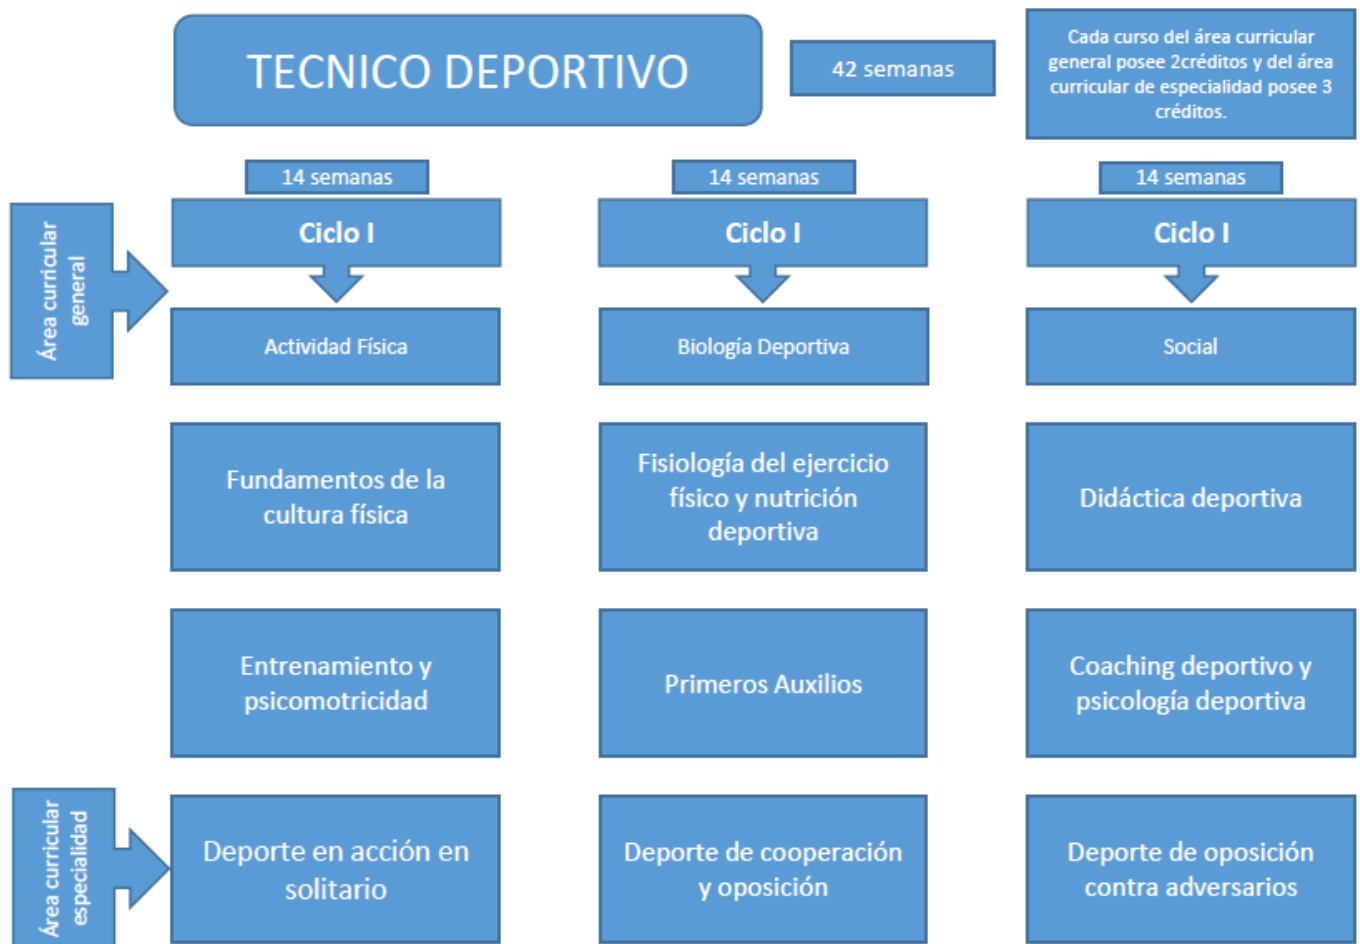 TECNICO DEPORTIVO
42 semanas
Cada curso del área curricular
general posee 2créditos y del área
curricular de especialidad posee 3
créditos.
14 semanas
14 semanas
14 semanas
Ciclo I
Ciclo I
Ciclo I
Área curricular
general
Actividad Física
Biología Deportiva
Social
Fundamentos de la
cultura física
Fisiología del ejercicio
físico y nutrición
deportiva
Didáctica deportiva
Entrenamiento y
psicomotricidad
Primeros Auxilios
Coaching deportivo y
psicología deportiva
Área curricular
especialidad
Deporte en acción en
solitario
Deporte de cooperación
y oposición
Deporte de oposición
contra adversarios